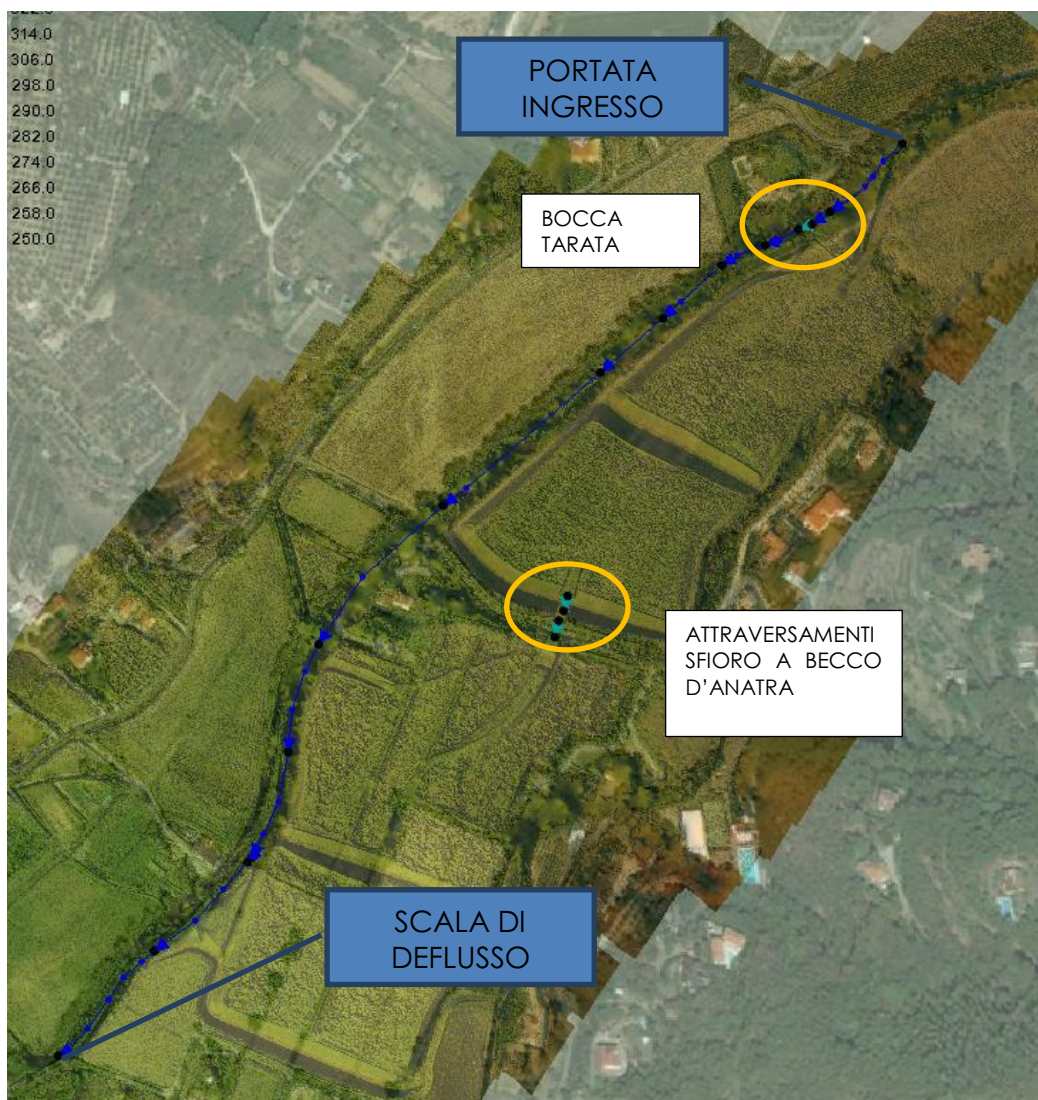 314.0
306.0
298.0
290.0
282.0
274.0
266.0
258.0
250.0
PORTATA
INGRESSO
BOCCA
TARATA
ATTRAVERSAMENTI
SFIORO A BECCO
D'ANATRA
SCALA DI
DEFLUSSO